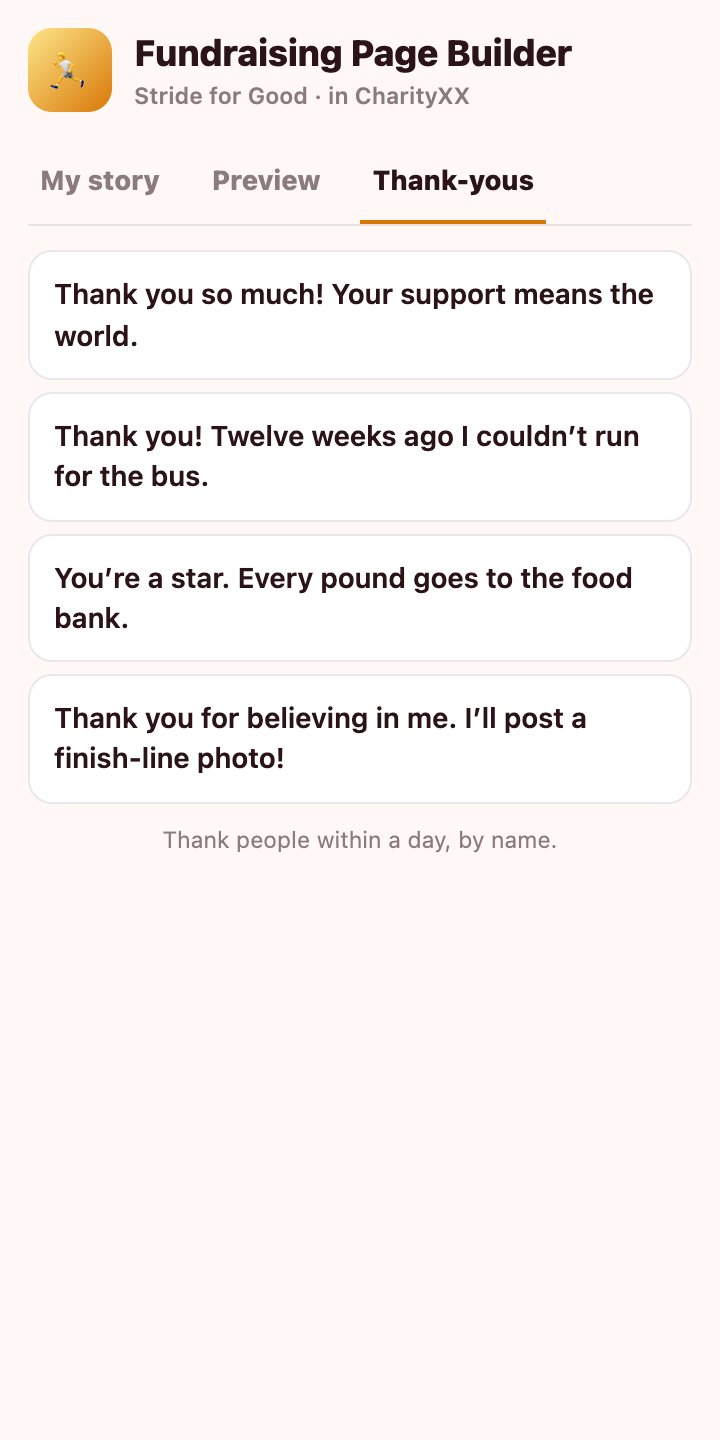 Fundraising Page Builder
Stride for Good · in CharityXX
My story Preview Thank-yous
Thank you so much! Your support means the
world.
Thank you! Twelve weeks ago I couldn’t run
for the bus.
You’re a star. Every pound goes to the food
bank.
Thank you for believing in me. I’ll post a
finish-line photo!
Thank people within a day, by name.